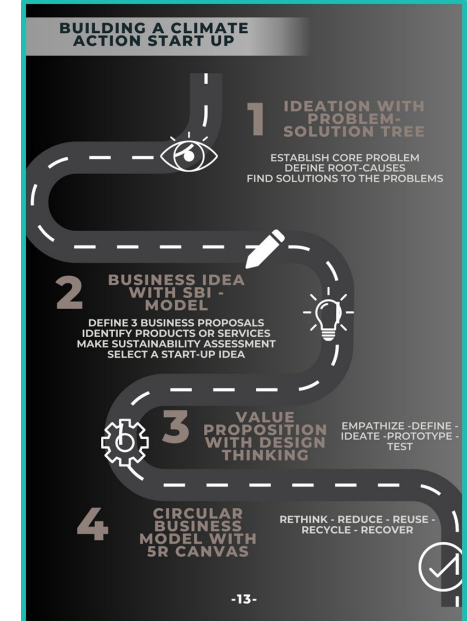 BUILDING A CLIMATE
ACTION START UP
1
IDEATION WITH
PROBLEM-
SOLUTION TREE
ESTABLISH CORE PROBLEM
DEFINE ROOT-CAUSES
FIND SOLUTIONS TO THE PROBLEMS
2
BUSINESS IDEA
WITH SBI -
MODEL
DEFINE 3 BUSINESS PROPOSALS
IDENTIFY PRODUCTS OR SERVICES
MAKE SUSTAINABILITY ASSESSMENT
SELECT A START-UP IDEA
3
VALUE
PROPOSITION
WITH DESIGN
THINKING
EMPATHIZE -DEFINE -
IDEATE -PROTOTYPE -
TEST
4
CIRCULAR
BUSINESS
MODEL WITH
5R CANVAS
RETHINK - REDUCE - REUSE -
RECYCLE - RECOVER
-13-